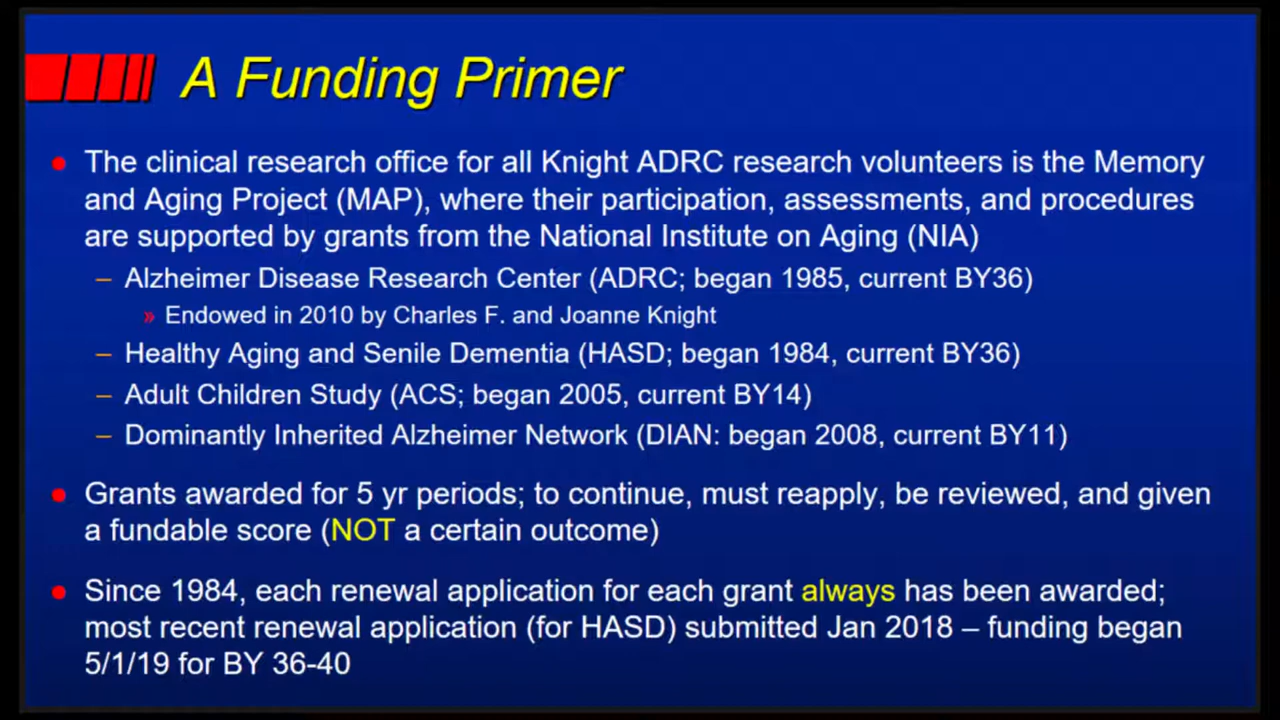 A Funding Primer
The clinical research office for all Knight ADRC research volunteers is the Memory
and Aging Project (MAP), where their participation, assessments, and procedures
are supported by grants from the National Institute on Aging (NIA)
– Alzheimer Disease Research Center (ADRC; began 1985, current BY36)
» Endowed in 2010 by Charles F. and Joanne Knight
– Healthy Aging and Senile Dementia (HASD; began 1984, current BY36)
– Adult Children Study (ACS; began 2005, current BY14)
– Dominantly Inherited Alzheimer Network (DIAN: began 2008, current BY11)
Grants awarded for 5 yr periods; to continue, must reapply, be reviewed, and given
a fundable score (NOT a certain outcome)
Since 1984, each renewal application for each grant always has been awarded;
most recent renewal application (for HASD) submitted Jan 2018 – funding began
5/1/19 for BY 36-40